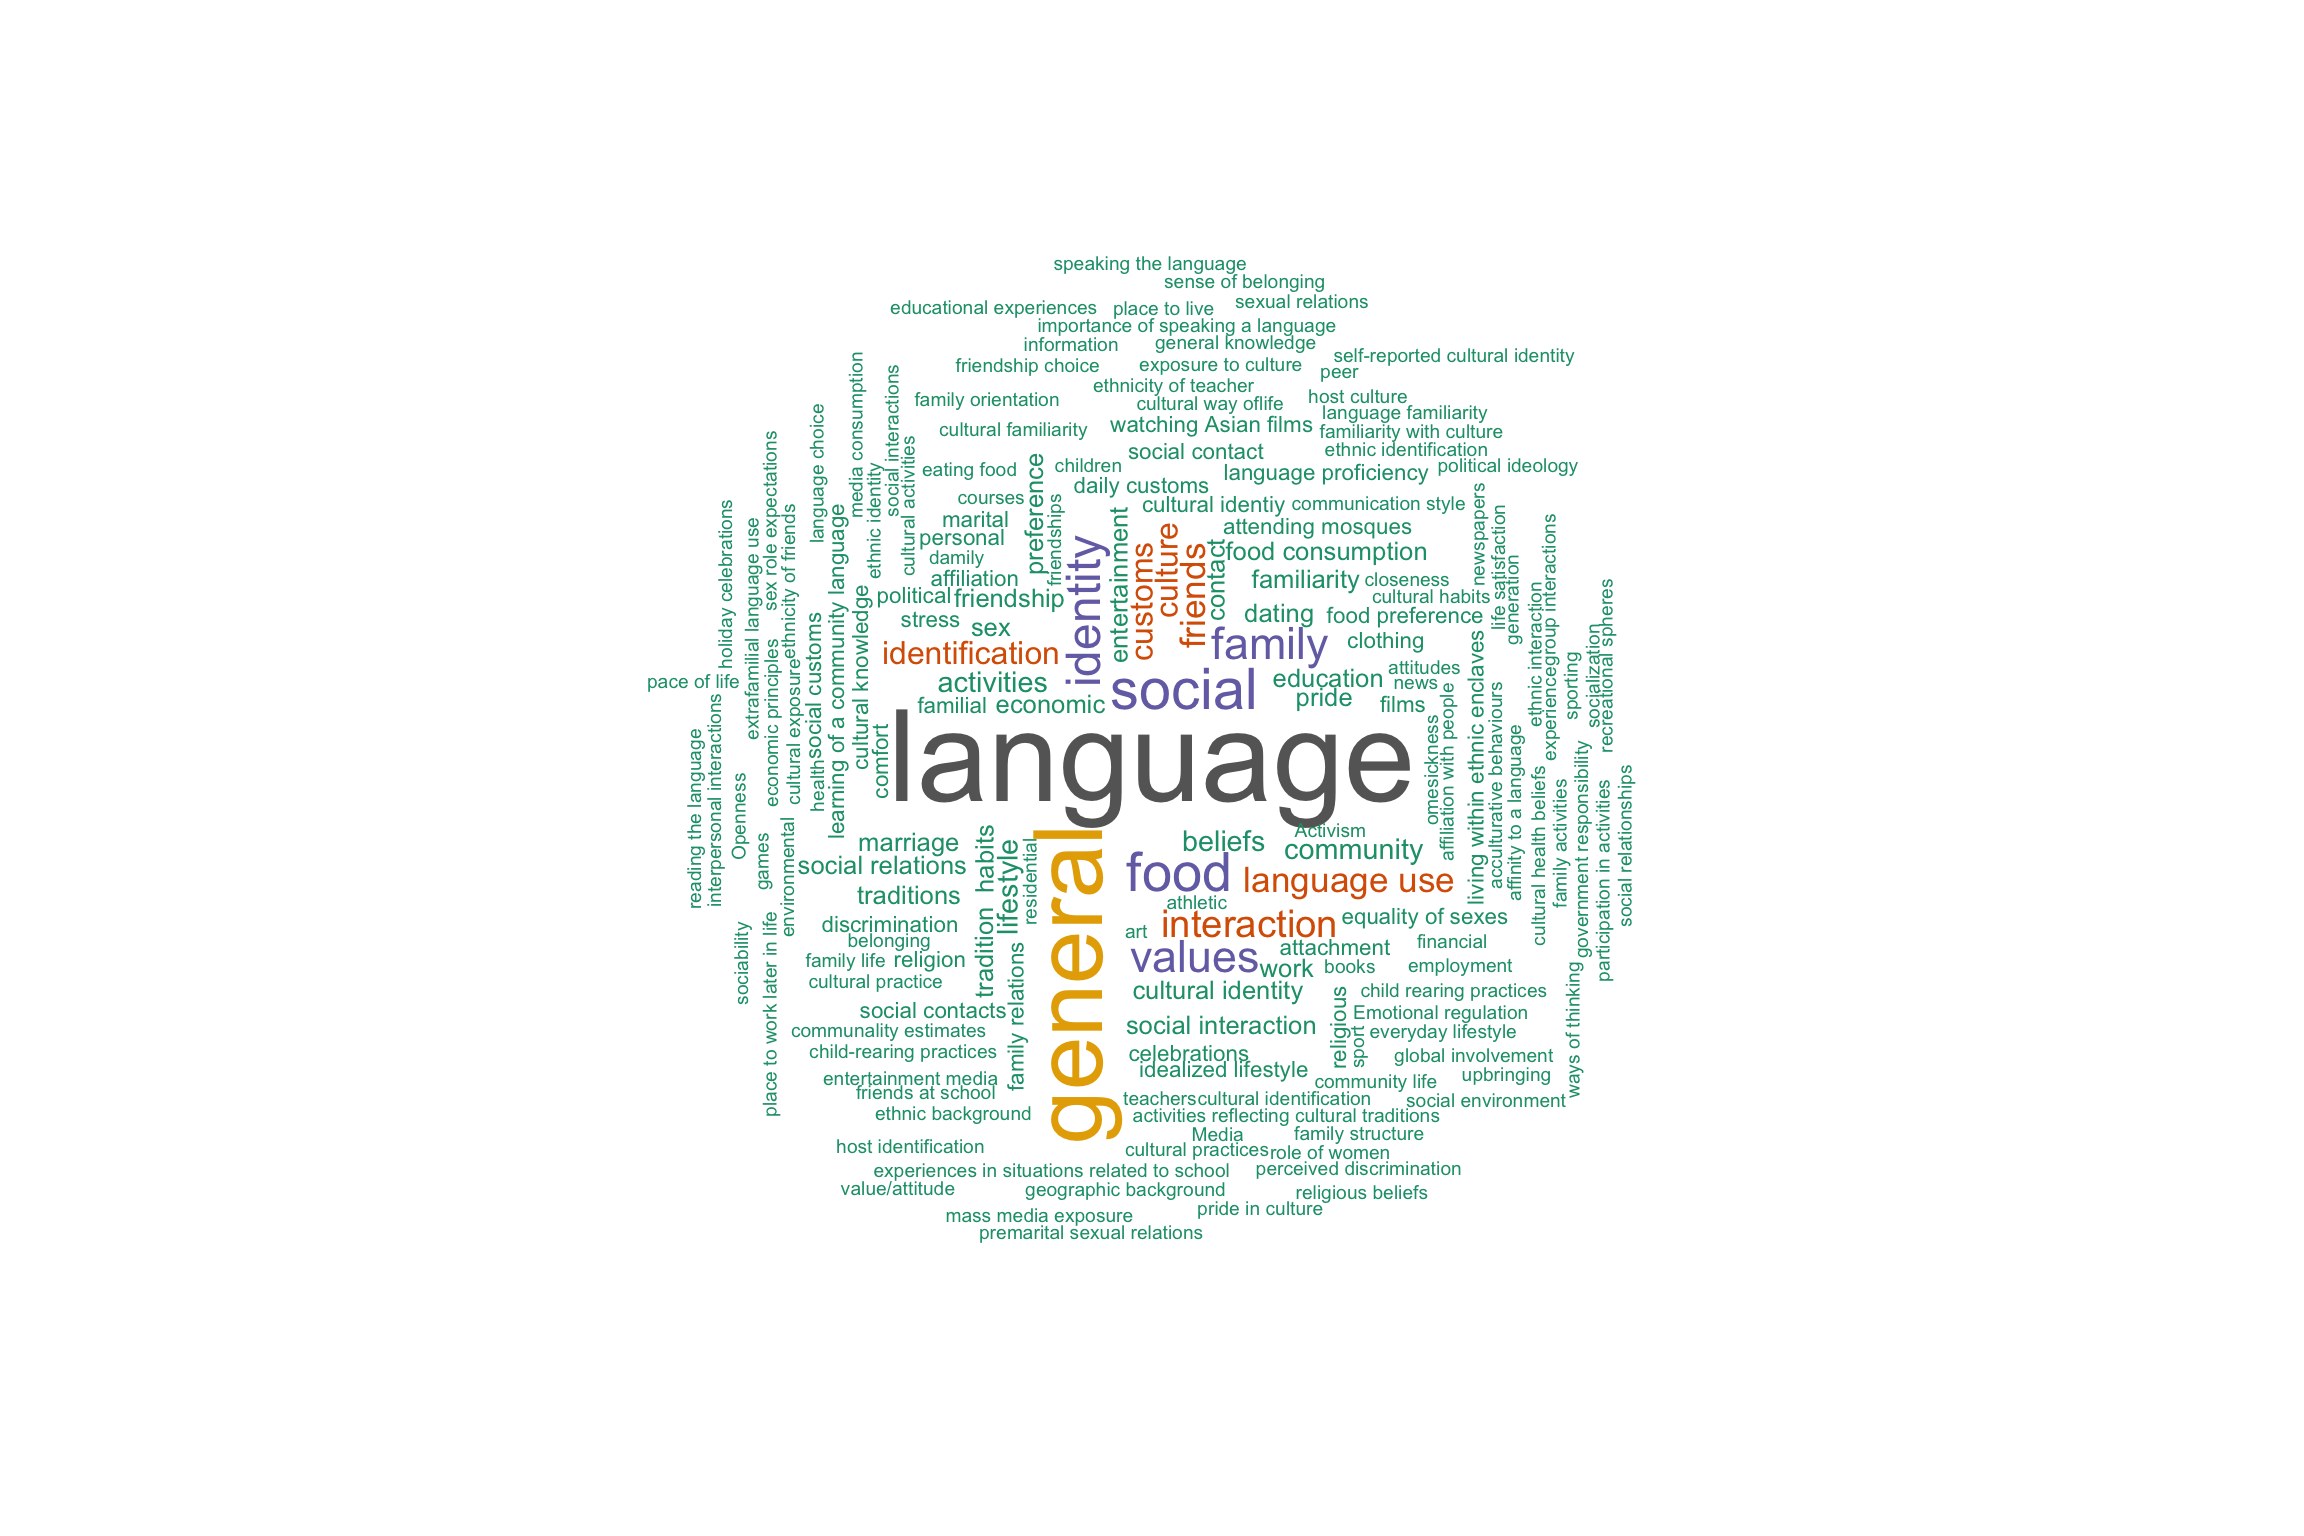 speaking the language
sense of belonging
educational experiences
place to live
sexual relations
importance of speaking a language
information
general knowledge
friendship choice
exposure to culture
self-reported cultural identity
peer
ethnicity of teacher
family orientation
cultural way oflife
host culture
language familiarity
cultural familiarity
watching Asian films
familiarity with culture
social contact
ethnic identification
eating food
children
language proficiency
political ideology
courses
daily customs
cultural identiy
communication style
marital
attending mosques
personal
damily
food consumption
affiliation
familiarity
closeness
political
friendship
cultural habits
stress
sex
dating
food preference
identification
family
clothing
pace of life
activities
social
education
attitudes
news
familial
economic
pride
films
language
media consumption
social interactions
language choice
cultural activities
ethnic identity
sex role expectations
holiday celebrations
extrafamilial language use
ethnicity of friends
learning of a community language
cultural knowledge
social customs
economic principles
cultural exposure
health
comfort
reading the language
interpersonal interactions
Openness
games
environmental
preference
friendships
identity
entertainment
customs
culture
friends
contact
newspapers
life satisfaction
generation
experiencegroup interactions
ethnic interaction
recreational spheres
socialization
sporting
living within ethnic enclaves
acculturative behaviours
affinity to a language
affiliation with people
omesickness
cultural health beliefs
family activities
government responsibility
participation in activities
social relationships
marriage
social relations
traditions
discrimination
belonging
family life
religion
cultural practice
social contacts
communality estimates
child-rearing practices
entertainment media
friends at school
ethnic background
host identification
sociability
place to work later in life
tradition
habits
lifestyle
residential
family relations
general
beliefs
Activism
community
food
language use
athletic
art
interaction
equality of sexes
values
attachment
financial
work
books
employment
cultural identity
child rearing practices
religious
Emotional regulation
social interaction
sport
everyday lifestyle
celebrations
global involvement
idealized lifestyle
community life
upbringing
ways of thinking
teachers
cultural identification
social environment
activities reflecting cultural traditions
Media
family structure
cultural practices
role of women
experiences in situations related to school
perceived discrimination
value/attitude
geographic background
religious beliefs
mass media exposure
pride in culture
premarital sexual relations